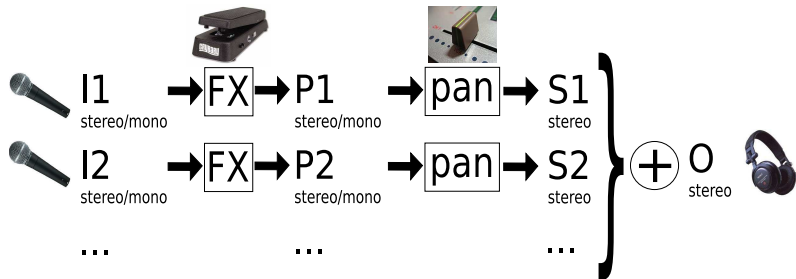 I1 FX P1 pan S1
stereo/mono stereo/mono stereo
I2 FX P2 pan S2
stereo/mono stereo/mono stereo
+ O
stereo
... ... ...